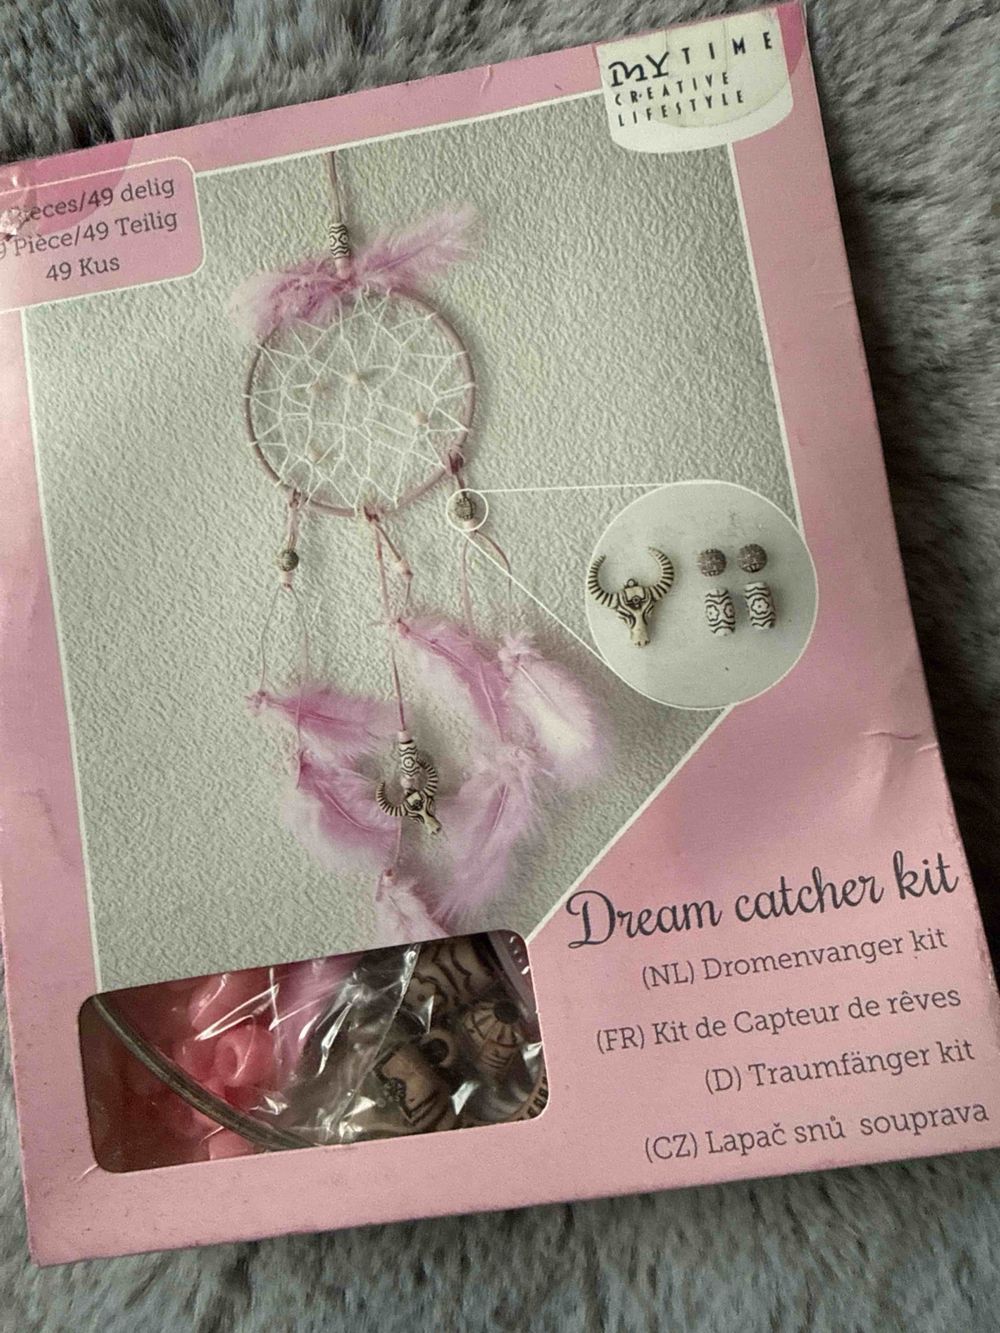 MY TIME
CREATIVE
LIFESTYLE
49 delig
Pièce/49 Teilig
49 Kus
Dream catcher kit
(NL) Dromenvanger kit
(FR) Kit de Capteur de rêves
(D) Traumfänger kit
(CZ) Lapač snů souprava